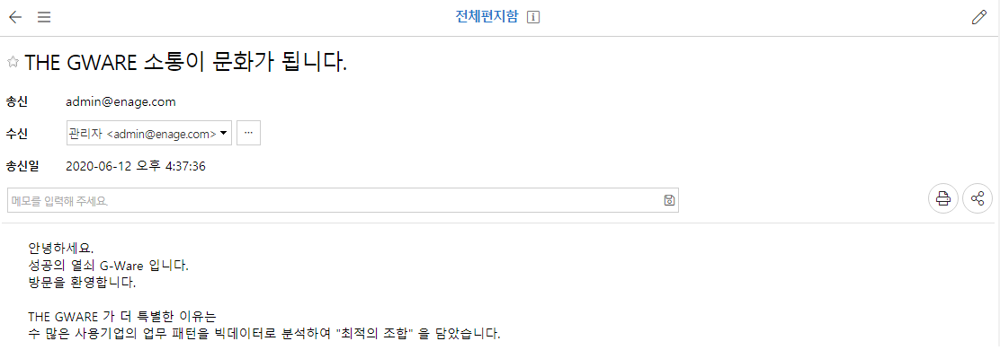 전체편지함
THE GWARE 소통이 문화가 됩니다.
송신 admin@enage.com
수신 관리자 <admin@enage.com> ...
송신일 2020-06-12 오후 4:37:36
메모를 입력해 주세요.
안녕하세요.
성공의 열쇠 G-Ware 입니다.
방문을 환영합니다.
THE GWARE 가 더 특별한 이유는
수 많은 사용기업의 업무 패턴을 빅데이터로 분석하여 "최적의 조합" 을 담았습니다.